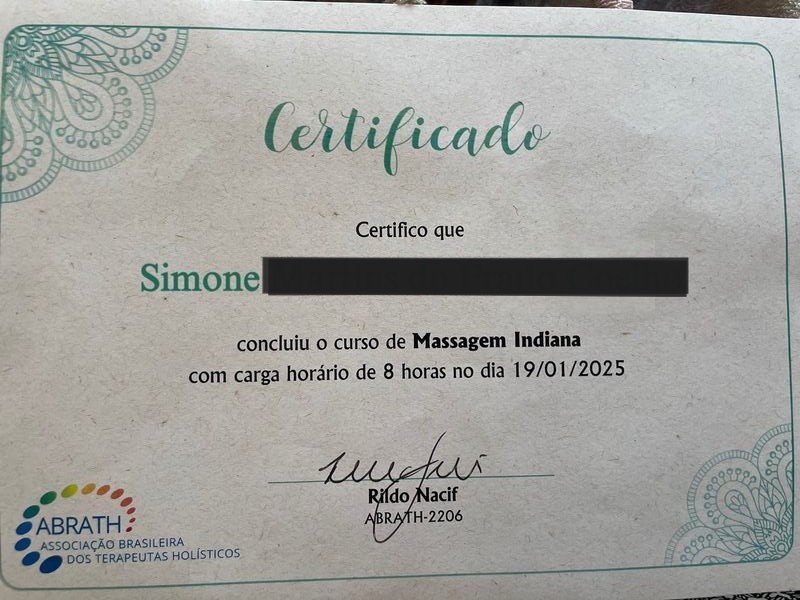 Certificado
Certifico que
Simone
concluiu o curso de Massagem Indiana
com carga horário de 8 horas no dia 19/01/2025
Rildo Nacif
ABRATH-2206
ABRATH
ASSOCIAÇÃO BRASILEIRA
DOS TERAPEUTAS HOLÍSTICOS